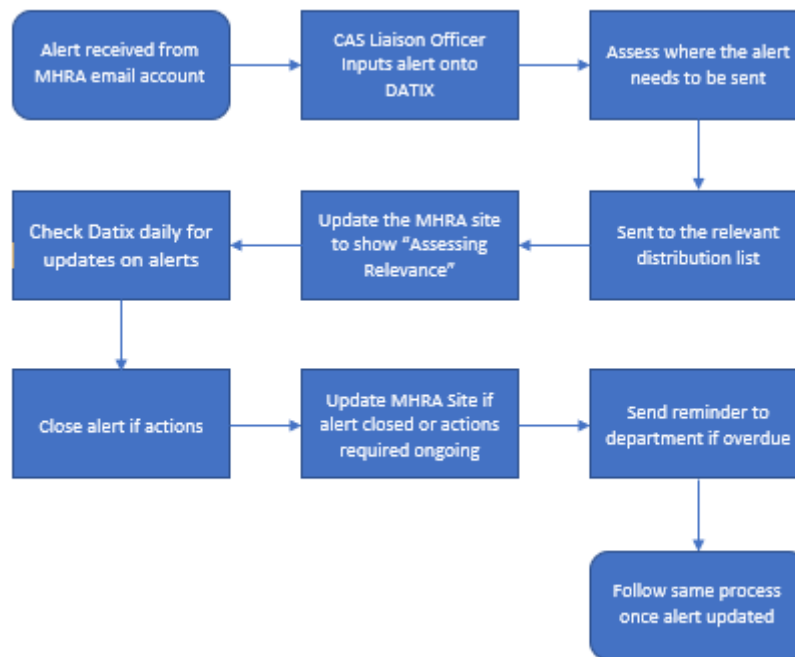 Alert received from
MHRA email account
CAS Liaison Officer
Inputs alert onto
DATIX
Assess where the alert
needs to be sent
Check Datix daily for
updates on alerts
Update the MHRA site
to show “Assessing
Relevance”
Sent to the relevant
distribution list
Close alert if actions
Update MHRA Site if
alert closed or actions
required ongoing
Send reminder to
department if overdue
Follow same process
once alert updated